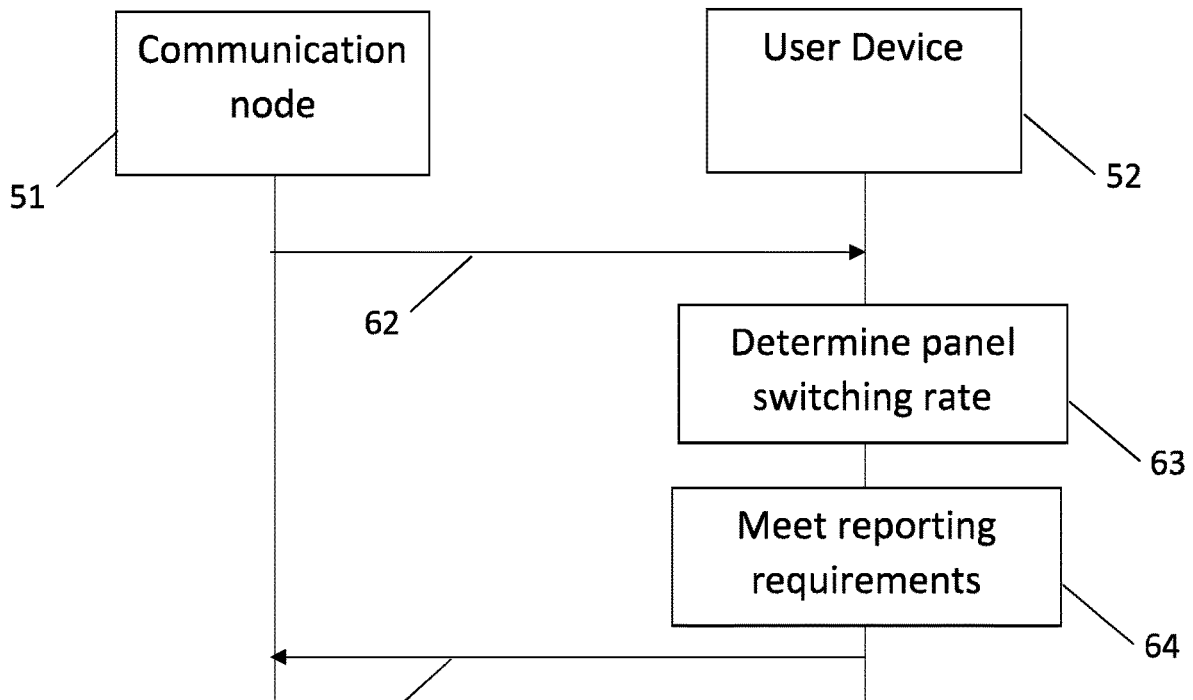 Communication
node
User Device
51
52
62
Determine panel
switching rate
63
Meet reporting
requirements
64